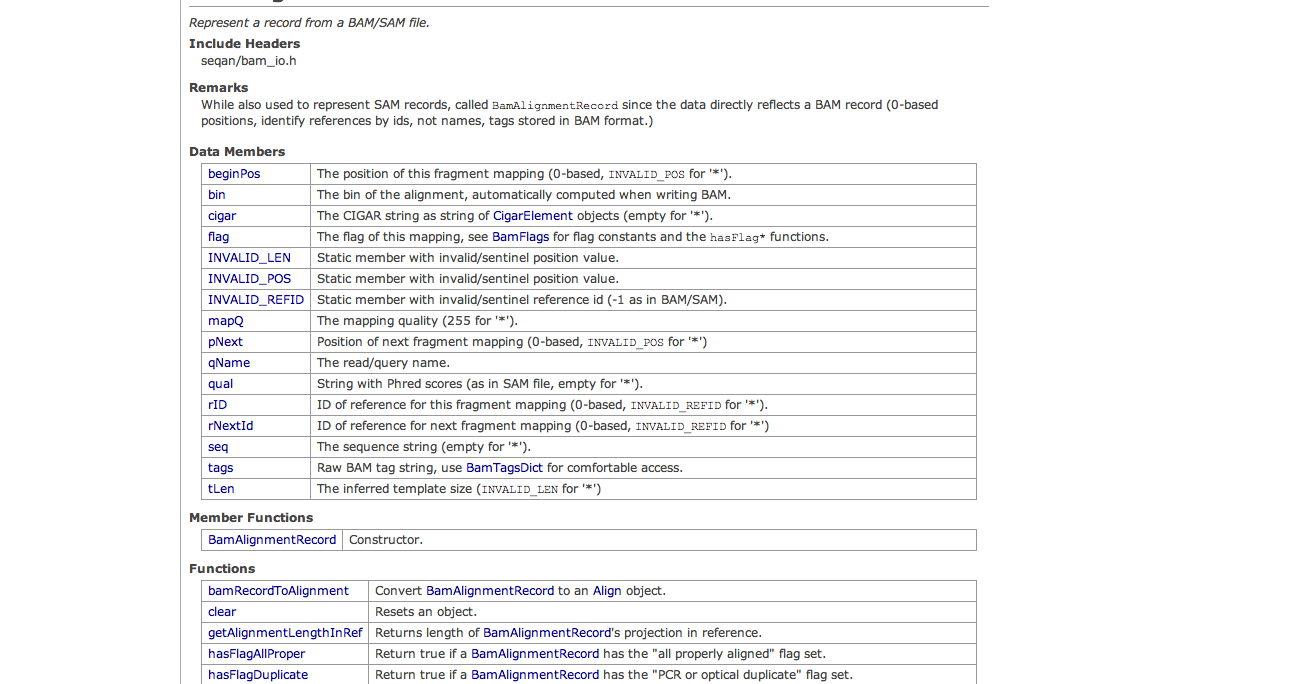 Represent a record from a BAM/SAM file.
Include Headers
seqan/bam_io.h
Remarks
While also used to represent SAM records, called BamAlignmentRecord since the data directly reflects a BAM record (0-based
positions, identify references by ids, not names, tags stored in BAM format.)
Data Members
beginPos The position of this fragment mapping (0-based, INVALID_POS for '*').
bin The bin of the alignment, automatically computed when writing BAM.
cigar The CIGAR string as string of CigarElement objects (empty for '*').
flag The flag of this mapping, see BamFlags for flag constants and the hasFlag* functions.
INVALID_LEN Static member with invalid/sentinel position value.
INVALID_POS Static member with invalid/sentinel position value.
INVALID_REFID Static member with invalid/sentinel reference id (-1 as in BAM/SAM).
mapQ The mapping quality (255 for '*').
pNext Position of next fragment mapping (0-based, INVALID_POS for '*')
qName The read/query name.
qual String with Phred scores (as in SAM file, empty for '*').
rID ID of reference for this fragment mapping (0-based, INVALID_REFID for '*').
rNextId ID of reference for next fragment mapping (0-based, INVALID_REFID for '*')
seq The sequence string (empty for '*').
tags Raw BAM tag string, use BamTagsDict for comfortable access.
tLen The inferred template size (INVALID_LEN for '*')
Member Functions
BamAlignmentRecord Constructor.
Functions
bamRecordToAlignment Convert BamAlignmentRecord to an Align object.
clear Resets an object.
getAlignmentLengthInRef Returns length of BamAlignmentRecord's projection in reference.
hasFlagAllProper Return true if a BamAlignmentRecord has the "all properly aligned" flag set.
hasFlagDuplicate Return true if a BamAlignmentRecord has the "PCR or optical duplicate" flag set.